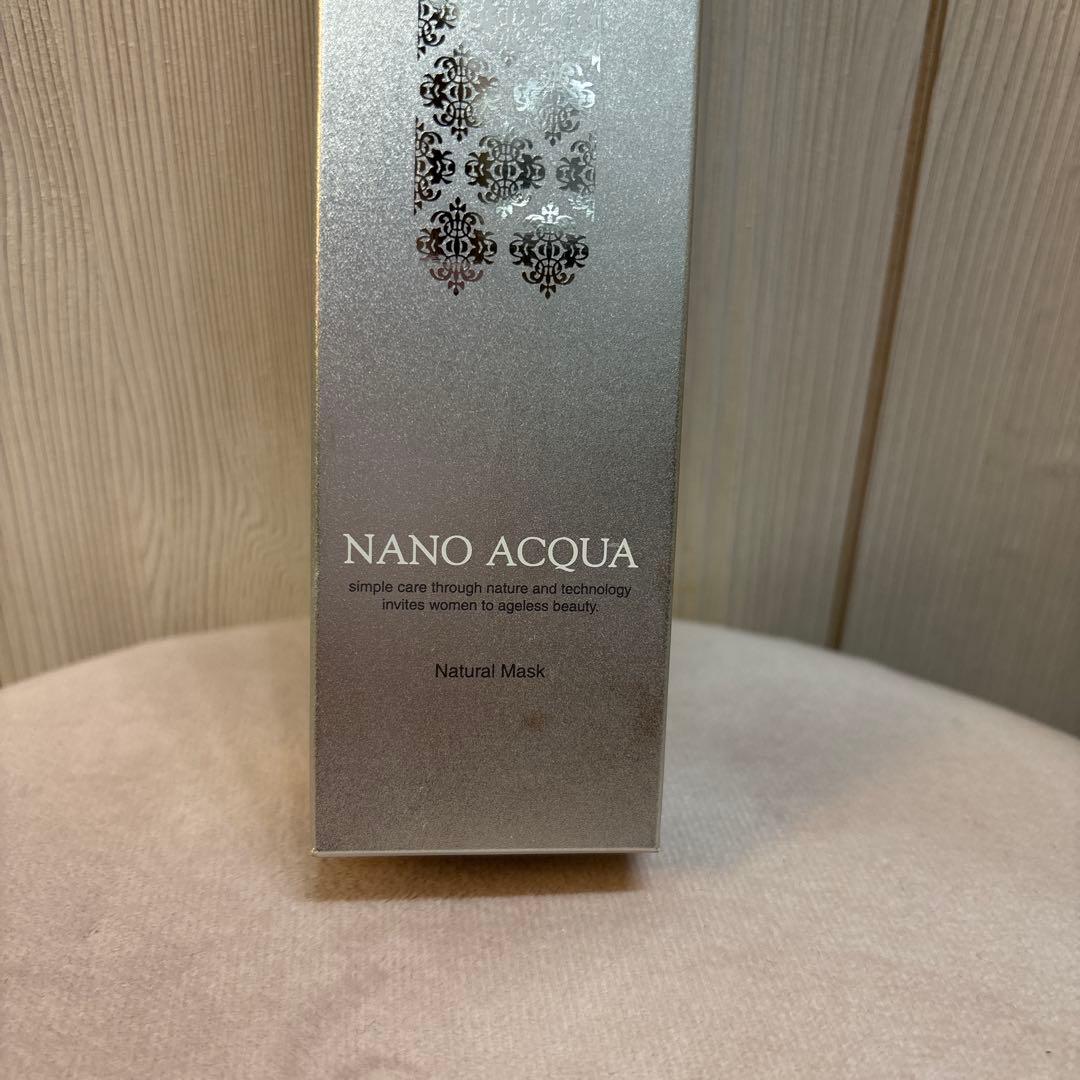 NANO ACQUA
simple care through nature and technology
invites women to ageless beauty.
Natural Mask